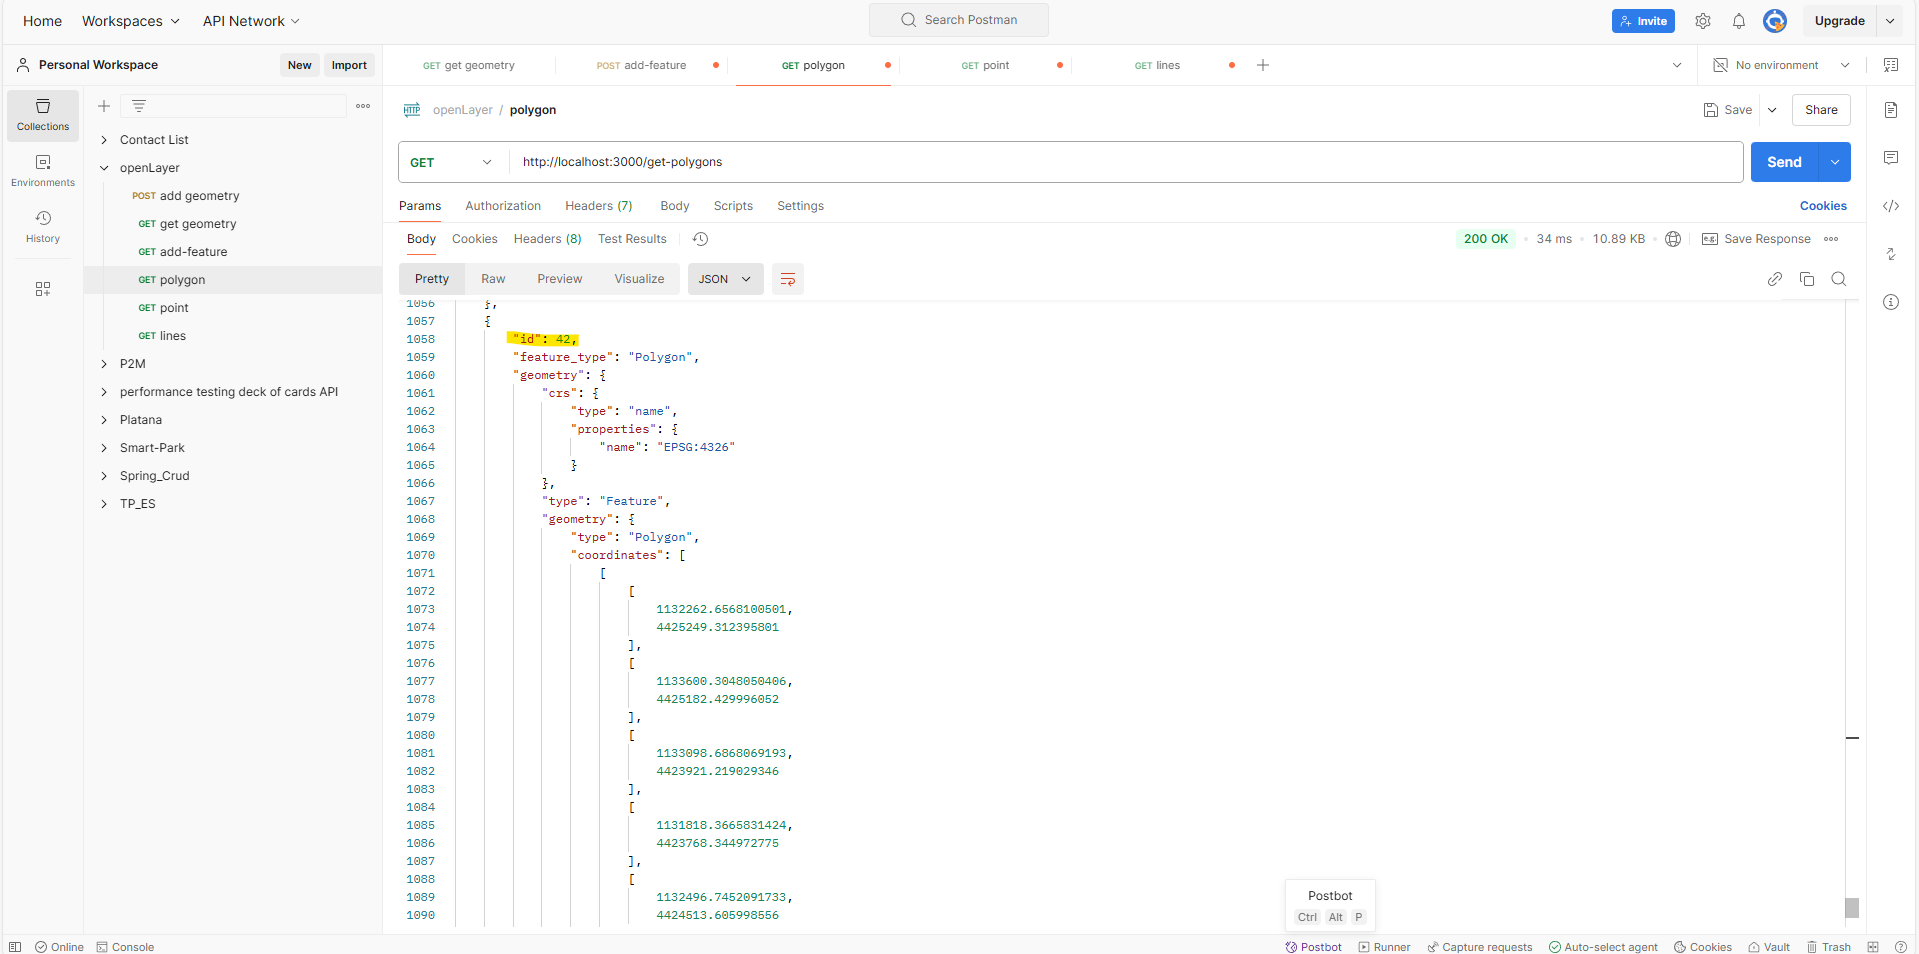 Home Workspaces API Network Search Postman Invite Upgrade
Personal Workspace New Import GET get geometry POST add-feature GET polygon GET point GET lines No environment
Collections
Environments
History
Contact List
openLayer
POST add geometry
GET get geometry
GET add-feature
GET polygon
GET point
GET lines
P2M
performance testing deck of cards API
Platana
Smart-Park
Spring_Crud
TP_ES
HTTP openLayer / polygon Save Share
GET http://localhost:3000/get-polygons Send
Params Authorization Headers (7) Body Scripts Settings Cookies
Body Cookies Headers (8) Test Results 200 OK 34 ms 10.89 KB e.g. Save Response
Pretty Raw Preview Visualize JSON
1056 },
1057 {
1058 "id": 42,
1059 "feature_type": "Polygon",
1060 "geometry": {
1061 "crs": {
1062 "type": "name",
1063 "properties": {
1064 "name": "EPSG:4326"
1065 }
1066 },
1067 "type": "Feature",
1068 "geometry": {
1069 "type": "Polygon",
1070 "coordinates": [
1071 [
1072 [
1073 1132262.6568100501,
1074 4425249.312395801
1075 ],
1076 [
1077 1133600.3048050406,
1078 4425182.429996052
1079 ],
1080 [
1081 1133098.6868069193,
1082 4423921.219029346
1083 ],
1084 [
1085 1131818.3665831424,
1086 4423768.344972775
1087 ],
1088 [
1089 1132496.7452091733,
1090 4424513.605998556
Postbot
Ctrl Alt P
Online Console Postbot Runner Capture requests Auto-select agent Cookies Vault Trash